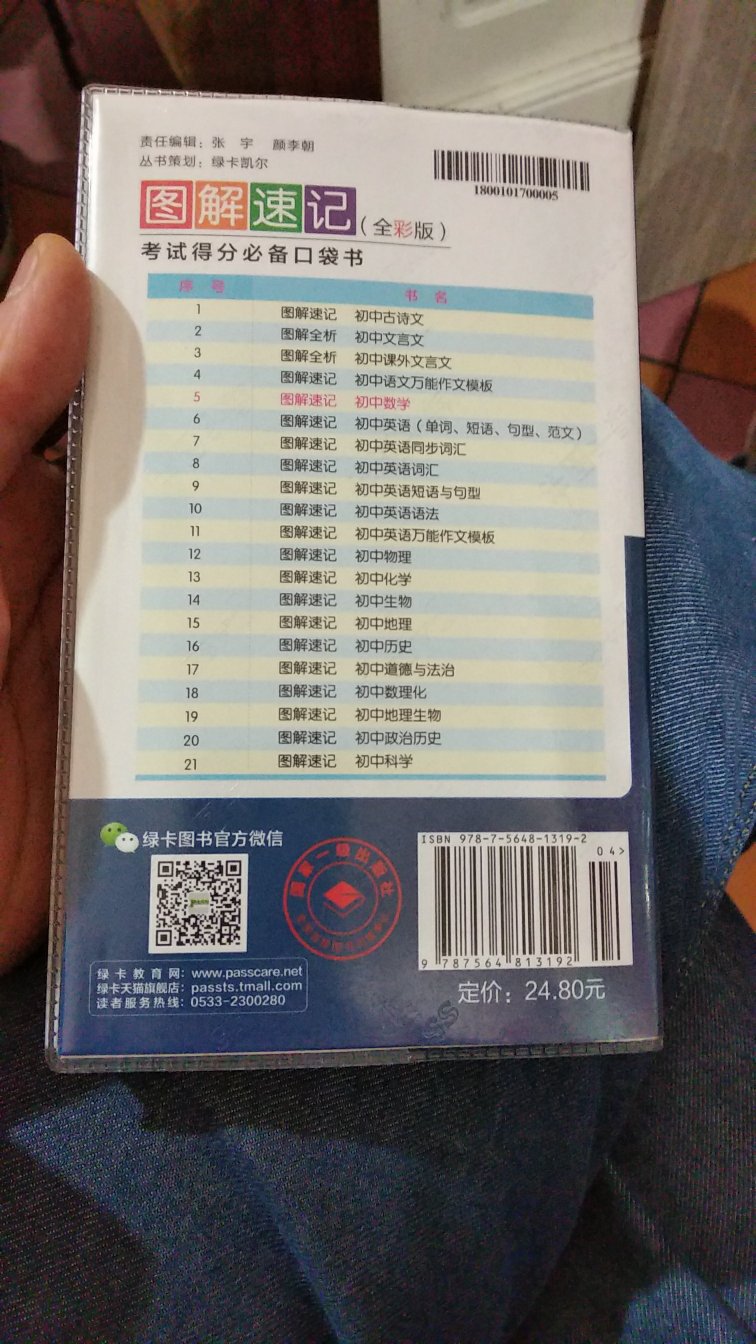 责任编辑：张 宇 颜李朝
丛书策划：绿卡凯尔
1800101700005
图解速记（全彩版）
考试得分必备口袋书
序 号 书 名
1 图解速记 初中古诗文
2 图解全析 初中文言文
3 图解全析 初中课外文言文
4 图解速记 初中语文万能作文模板
5 图解速记 初中数学
6 图解速记 初中英语（单词、短语、句型、范文）
7 图解速记 初中英语同步词汇
8 图解速记 初中英语词汇
9 图解速记 初中英语短语与句型
10 图解速记 初中英语语法
11 图解速记 初中英语万能作文模板
12 图解速记 初中物理
13 图解速记 初中化学
14 图解速记 初中生物
15 图解速记 初中地理
16 图解速记 初中历史
17 图解速记 初中道德与法治
18 图解速记 初中数理化
19 图解速记 初中地理生物
20 图解速记 初中政治历史
21 图解速记 初中科学
绿卡图书官方微信
国家一级出版社
ISBN 978-7-5648-1319-2
04>
9 787564 813192
定价：24.80元
绿卡教育网：www.passcare.net
绿卡天猫旗舰店：passts.tmall.com
读者服务热线：0533-2300280